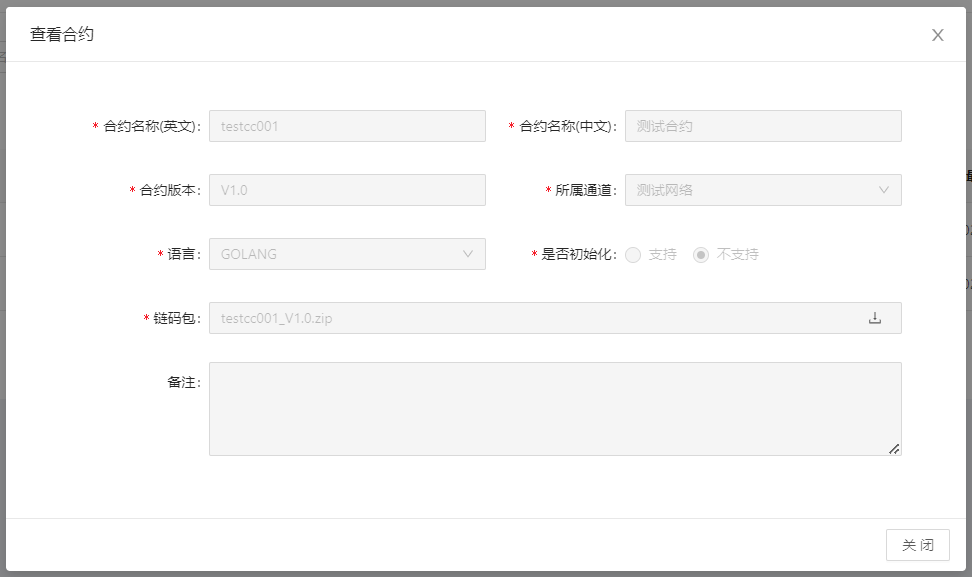 查看合约
* 合约名称(英文): testcc001 * 合约名称(中文): 测试合约
* 合约版本: V1.0 * 所属通道: 测试网络
* 语言: GOLANG * 是否初始化: 支持 不支持
* 链码包: testcc001_V1.0.zip
备注:
关 闭